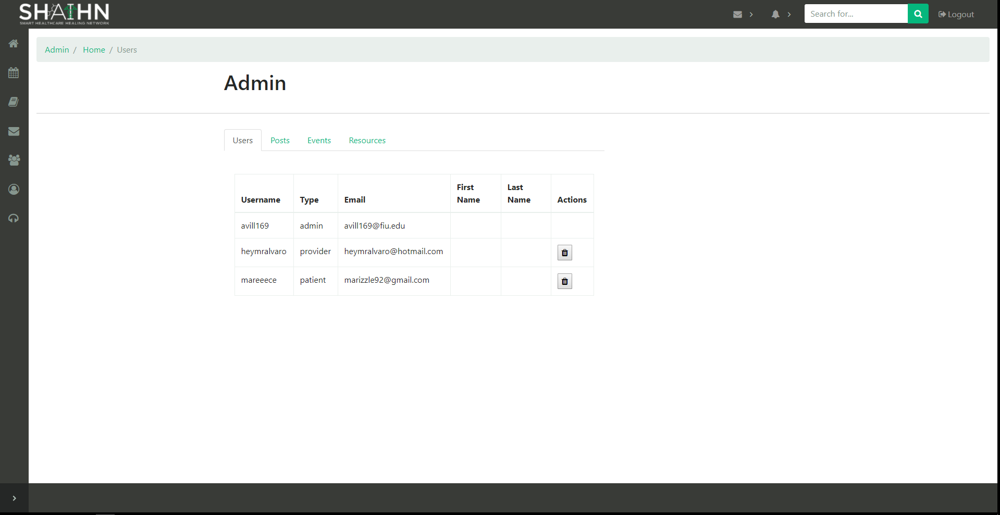 SHAIHN
SMART HEALTHCARE HEALING NETWORK
Search for...
Logout
Admin / Home / Users
Admin
Users Posts Events Resources
Username Type Email First Name Last Name Actions
avill169 admin avill169@fiu.edu
heymralvaro provider heymralvaro@hotmail.com
mareeece patient marizzle92@gmail.com